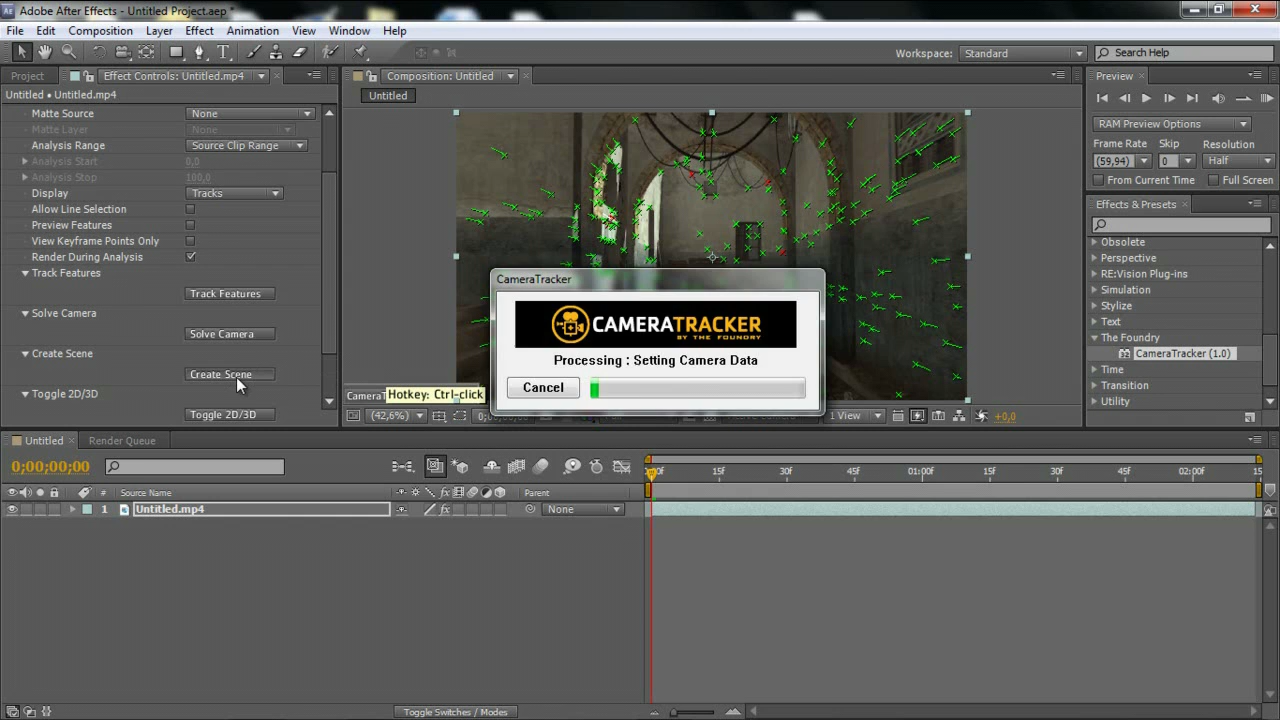 Adobe After Effects - Untitled Project.aep *
File Edit Composition Layer Effect Animation View Window Help
Workspace: Standard
Search Help
Project
Effect Controls: Untitled.mp4
Composition: Untitled
Preview
Untitled • Untitled.mp4
Untitled
Matte Source None
Matte Layer None
Analysis Range Source Clip Range
Analysis Start 0,0
Analysis Stop 100,0
Display Tracks
Allow Line Selection
Preview Features
View Keyframe Points Only
Render During Analysis
Track Features
Track Features
Solve Camera
Solve Camera
Create Scene
Create Scene
Toggle 2D/3D
Toggle 2D/3D
Hotkey: Ctrl-click
CameraTracker
CAMERATRACKER
BY THE FOUNDRY
Processing : Setting Camera Data
Cancel
(42,6%)
1 View
+0,0
RAM Preview Options
Frame Rate Skip Resolution
(59,94) 0 Half
From Current Time Full Screen
Effects & Presets
Obsolete
Perspective
RE:Vision Plug-ins
Simulation
Stylize
Text
The Foundry
CameraTracker (1.0)
Time
Transition
Utility
Untitled
Render Queue
0;00;00;00
15f 30f 45f 01:00f 15f 30f 45f 02:00f 15
# Source Name Parent
1 Untitled.mp4 None
Toggle Switches / Modes